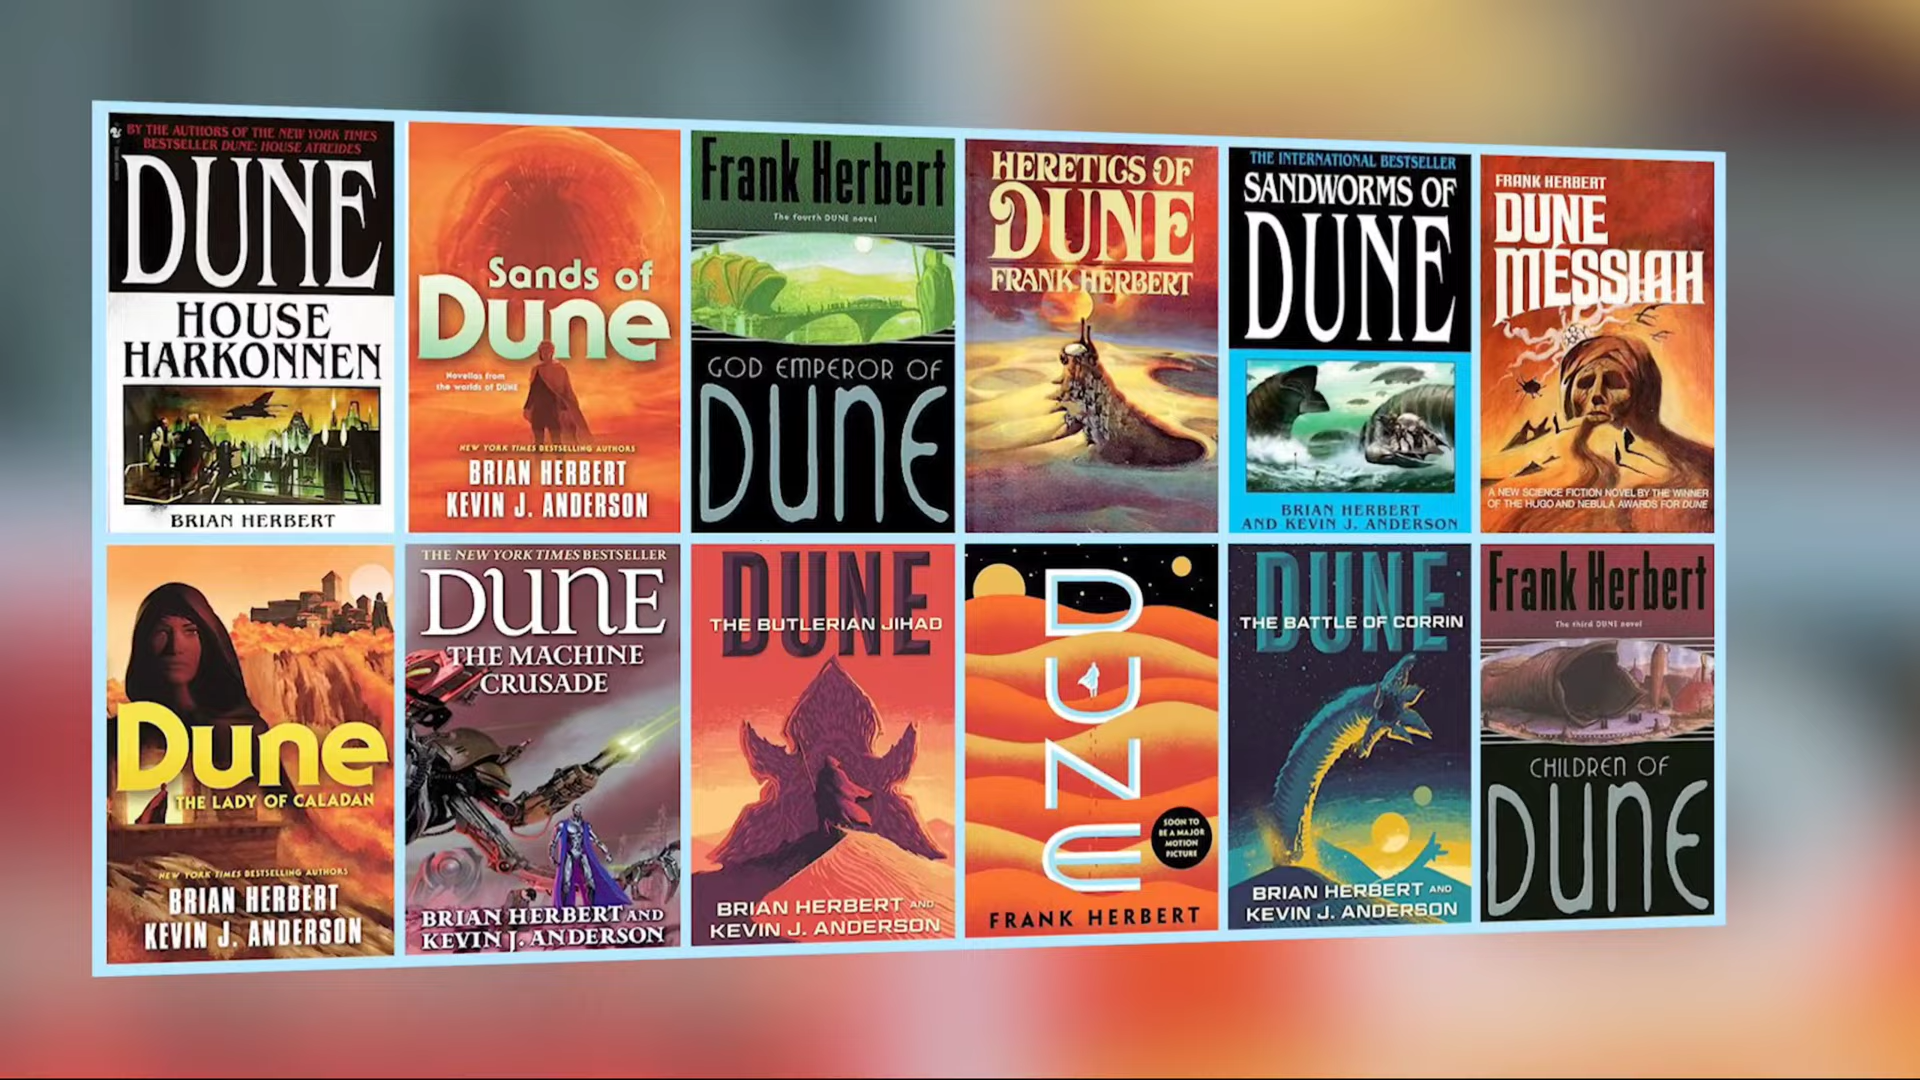 BY THE AUTHORS OF THE NEW YORK TIMES
BESTSELLER DUNE: HOUSE ATREIDES
DUNE
HOUSE
HARKONNEN
BRIAN HERBERT
Sands of
Dune
Novellas from
the worlds of DUNE
NEW YORK TIMES BESTSELLING AUTHORS
BRIAN HERBERT
KEVIN J. ANDERSON
Frank Herbert
The fourth DUNE novel
GOD EMPEROR OF
DUNE
HERETICS OF
DUNE
FRANK HERBERT
THE INTERNATIONAL BESTSELLER
SANDWORMS OF
DUNE
BRIAN HERBERT
AND KEVIN J. ANDERSON
FRANK HERBERT
DUNE
MESSIAH
A NEW SCIENCE FICTION NOVEL BY THE WINNER
OF THE HUGO AND NEBULA AWARDS FOR DUNE
Dune
THE LADY OF CALADAN
NEW YORK TIMES BESTSELLING AUTHORS
BRIAN HERBERT
KEVIN J. ANDERSON
THE NEW YORK TIMES BESTSELLER
DUNE
THE MACHINE
CRUSADE
BRIAN HERBERT AND
KEVIN J. ANDERSON
DUNE
THE BUTLERIAN JIHAD
BRIAN HERBERT AND
KEVIN J. ANDERSON
DUNE
SOON TO
BE A MAJOR
MOTION
PICTURE
FRANK HERBERT
DUNE
THE BATTLE OF CORRIN
BRIAN HERBERT AND
KEVIN J. ANDERSON
Frank Herbert
The third DUNE novel
CHILDREN OF
DUNE